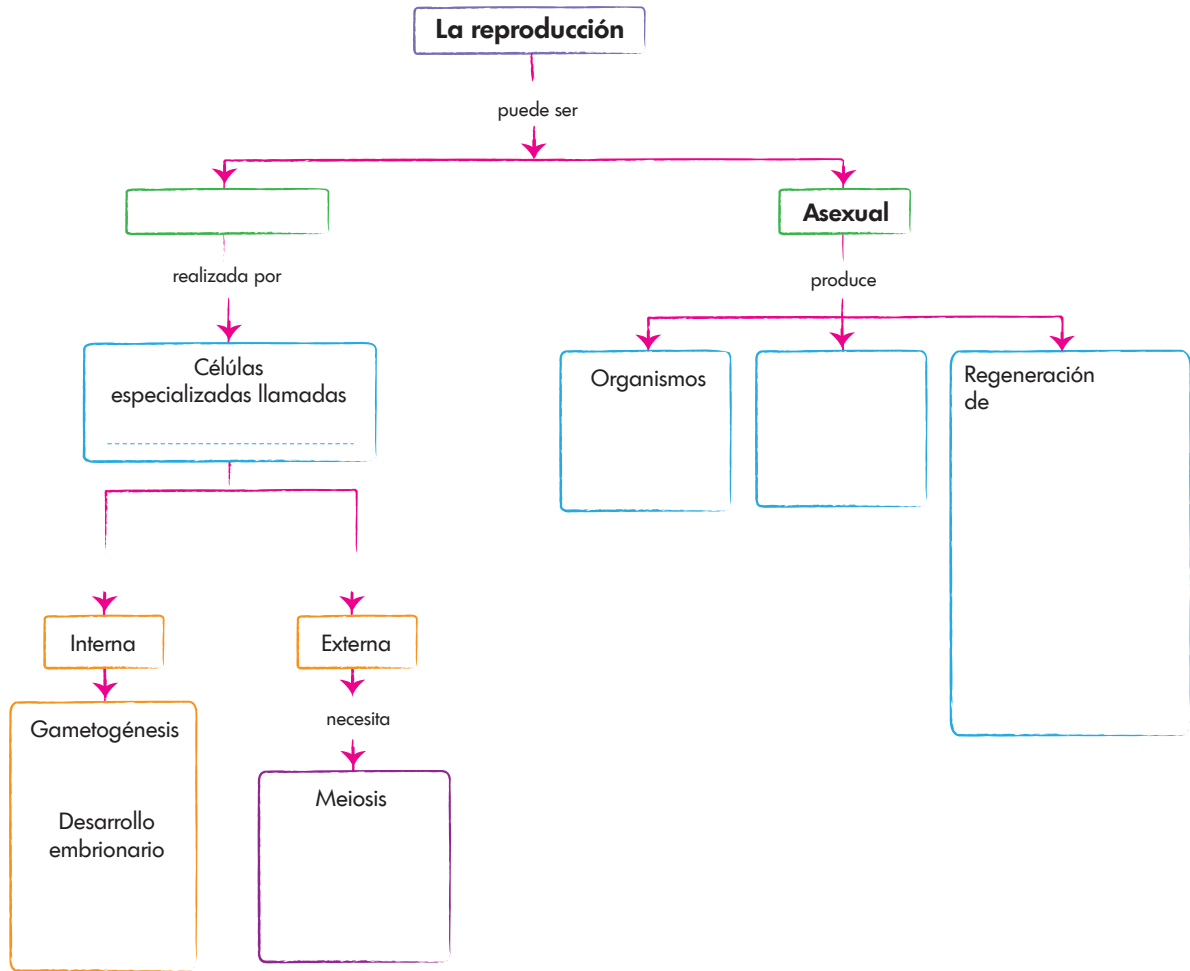 La reproducción
puede ser
Asexual
realizada por
produce
Célúlas
especializadas llamadas
Organismos
Regeneración
de
Interna
Externa
Gametogénesis
necesita
Desarrollo
embrionario
Meiosis